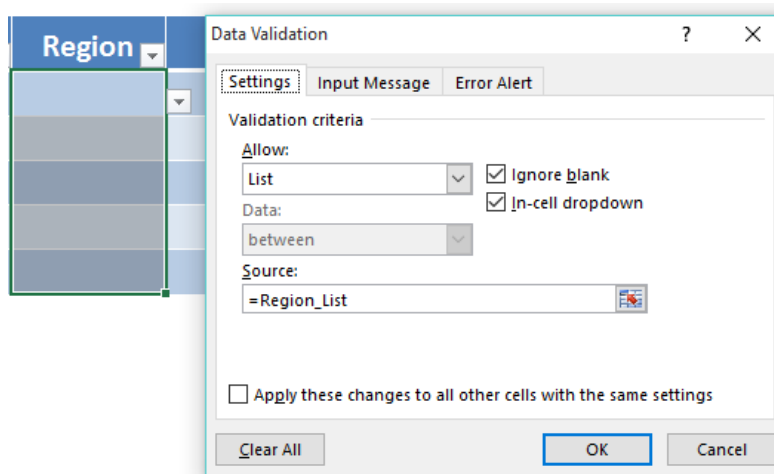 Region
Data Validation ?
Settings Input Message Error Alert
Validation criteria
Allow:
List
Ignore blank
In-cell dropdown
Data:
between
Source:
=Region_List
Apply these changes to all other cells with the same settings
Clear All OK Cancel